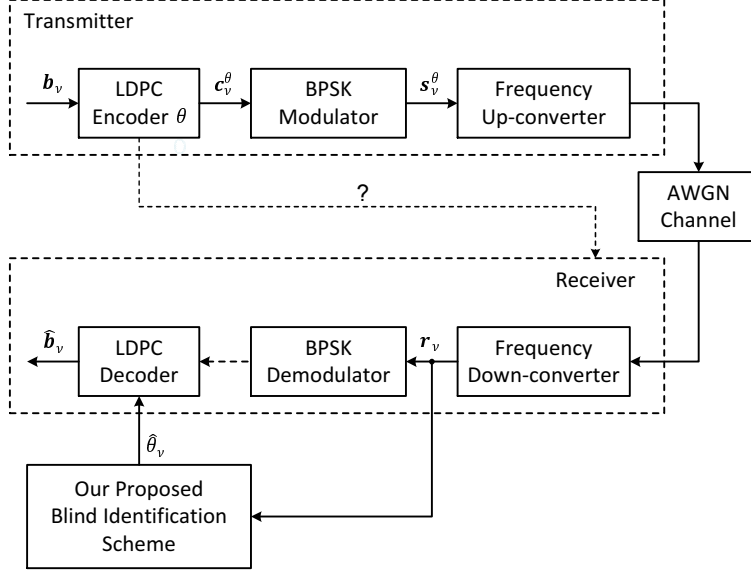 Transmitter
𝒃_ν
LDPC
Encoder θ
𝒄_ν^θ
BPSK
Modulator
𝒔_ν^θ
Frequency
Up-converter
?
AWGN
Channel
Receiver
𝒃̂_ν
LDPC
Decoder
BPSK
Demodulator
𝒓_ν
Frequency
Down-converter
θ̂_ν
Our Proposed
Blind Identification
Scheme